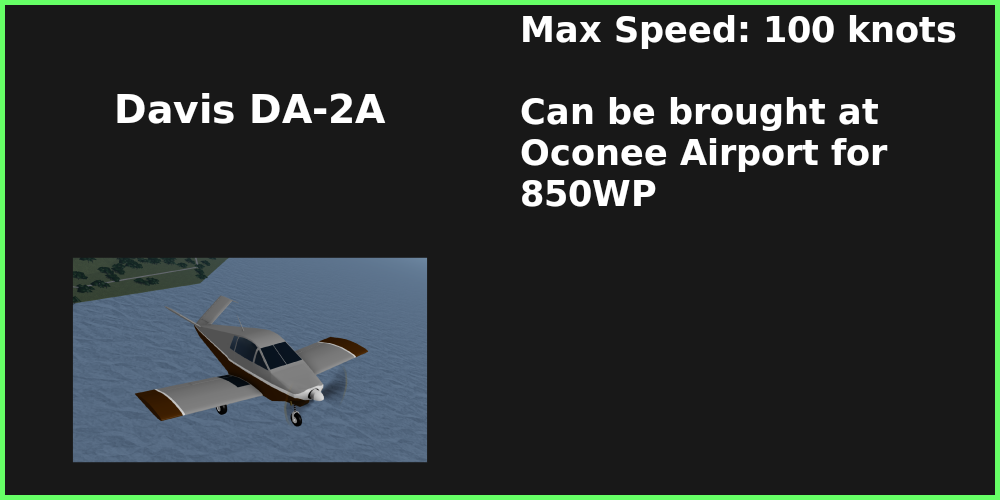 Davis DA-2A
Max Speed: 100 knots
Can be brought at
Oconee Airport for
850WP